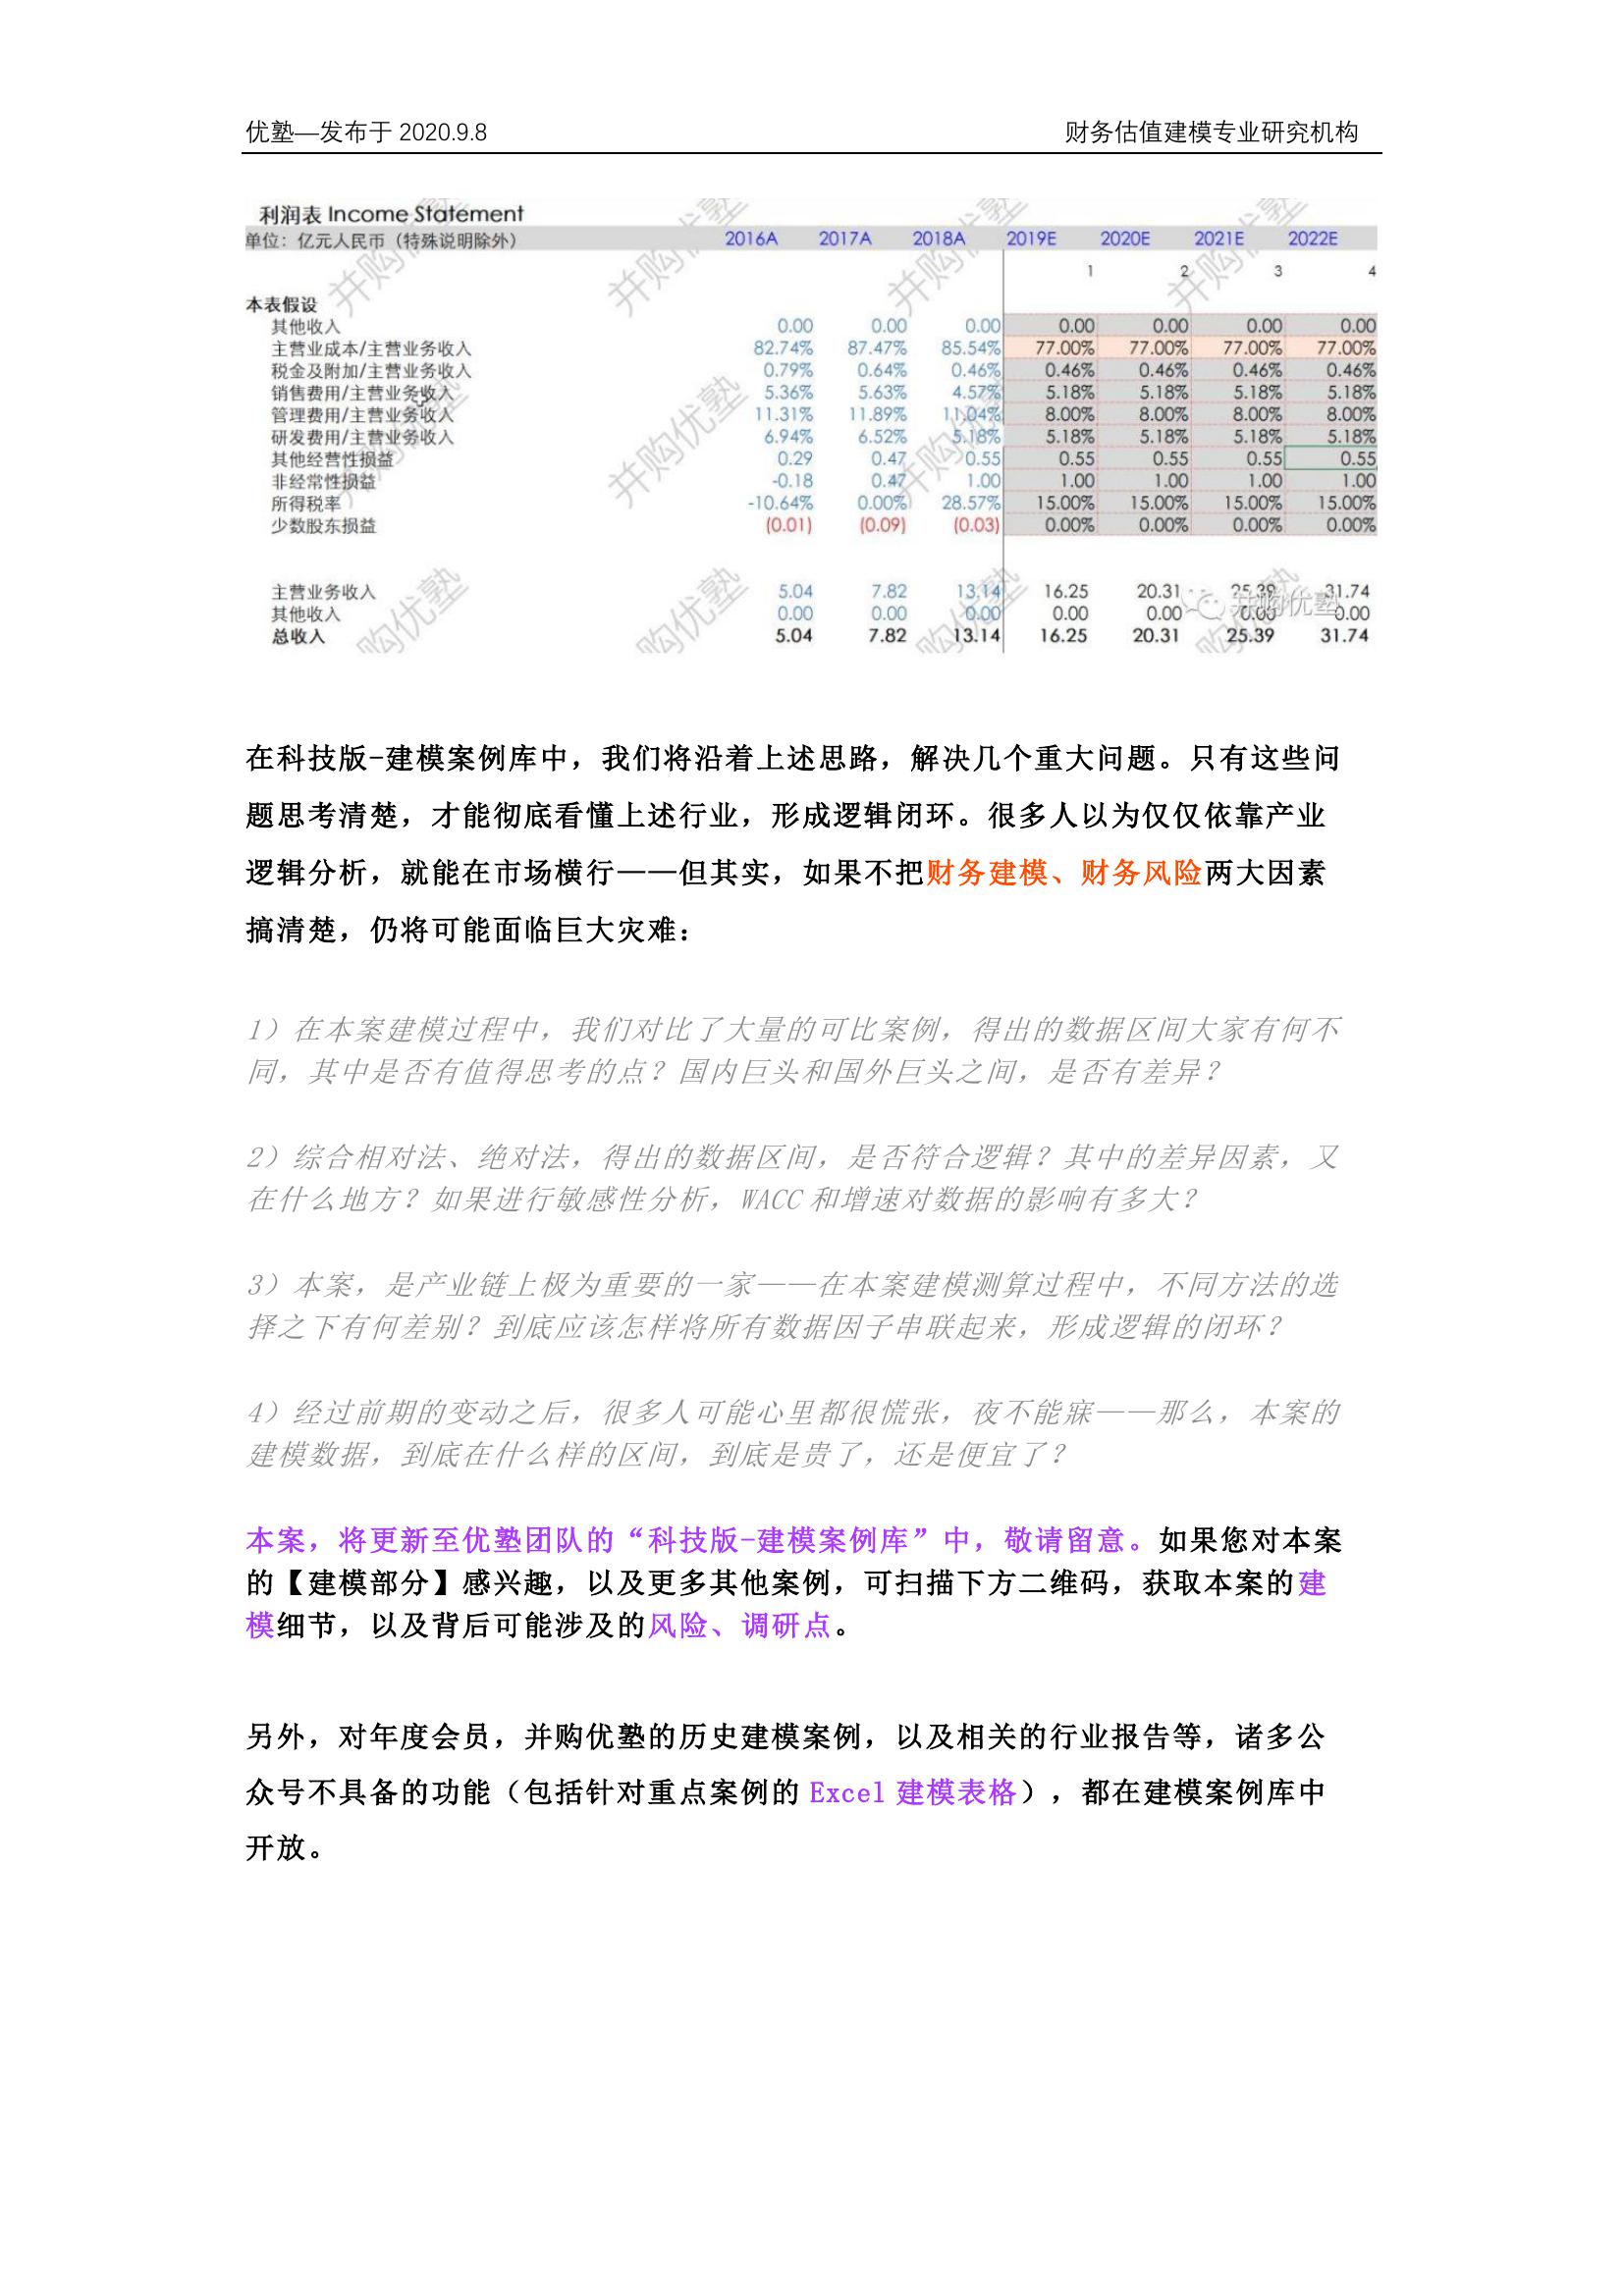 优塾—发布于 2020.9.8 财务估值建模专业研究机构
利润表 Income Statement
单位：亿元人民币（特殊说明除外） 2016A 2017A 2018A 2019E 2020E 2021E 2022E
1 2 3 4
本表假设
其他收入 0.00 0.00 0.00 0.00 0.00 0.00 0.00
主营业成本/主营业务收入 82.74% 87.47% 85.54% 77.00% 77.00% 77.00% 77.00%
税金及附加/主营业务收入 0.79% 0.64% 0.46% 0.46% 0.46% 0.46% 0.46%
销售费用/主营业务收入 5.36% 5.63% 4.57% 5.18% 5.18% 5.18% 5.18%
管理费用/主营业务收入 11.31% 11.89% 11.04% 8.00% 8.00% 8.00% 8.00%
研发费用/主营业务收入 6.94% 6.52% 5.18% 5.18% 5.18% 5.18% 5.18%
其他经营性损益 0.29 0.47 0.55 0.55 0.55 0.55 0.55
非经常性损益 -0.18 0.47 1.00 1.00 1.00 1.00 1.00
所得税率 -10.64% 0.00% 28.57% 15.00% 15.00% 15.00% 15.00%
少数股东损益 (0.01) (0.09) (0.03) 0.00% 0.00% 0.00% 0.00%
主营业务收入 5.04 7.82 13.14 16.25 20.31 25.39 31.74
其他收入 0.00 0.00 0.00 0.00 0.00 0.00 0.00
总收入 5.04 7.82 13.14 16.25 20.31 25.39 31.74
并购优塾
在科技版-建模案例库中，我们将沿着上述思路，解决几个重大问题。只有这些问
题思考清楚，才能彻底看懂上述行业，形成逻辑闭环。很多人以为仅仅依靠产业
逻辑分析，就能在市场横行——但其实，如果不把财务建模、财务风险两大因素
搞清楚，仍将可能面临巨大灾难：
1）在本案建模过程中，我们对比了大量的可比案例，得出的数据区间大家有何不
同，其中是否有值得思考的点？国内巨头和国外巨头之间，是否有差异？
2）综合相对法、绝对法，得出的数据区间，是否符合逻辑？其中的差异因素，又
在什么地方？如果进行敏感性分析，WACC 和增速对数据的影响有多大？
3）本案，是产业链上极为重要的一家——在本案建模测算过程中，不同方法的选
择之下有何差别？到底应该怎样将所有数据因子串联起来，形成逻辑的闭环？
4）经过前期的变动之后，很多人可能心里都很慌张，夜不能寐——那么，本案的
建模数据，到底在什么样的区间，到底是贵了，还是便宜了？
本案，将更新至优塾团队的“科技版-建模案例库”中，敬请留意。如果您对本案
的【建模部分】感兴趣，以及更多其他案例，可扫描下方二维码，获取本案的建
模细节，以及背后可能涉及的风险、调研点。
另外，对年度会员，并购优塾的历史建模案例，以及相关的行业报告等，诸多公
众号不具备的功能（包括针对重点案例的 Excel 建模表格），都在建模案例库中
开放。